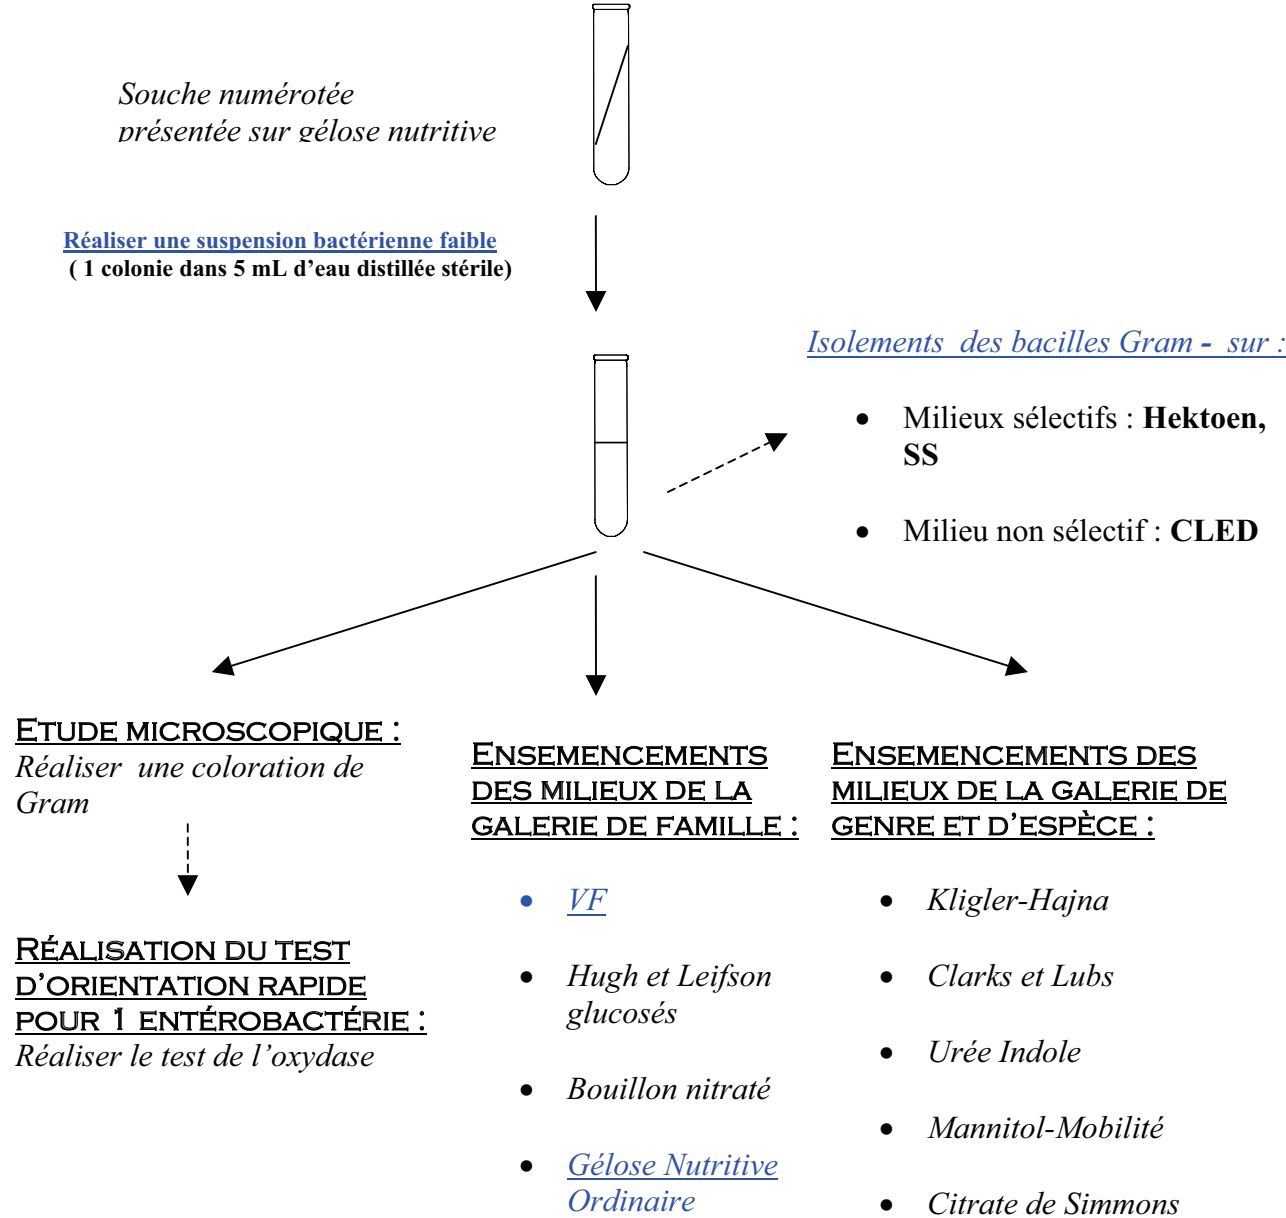 Souche numérotée
présentée sur gélose nutritive
Réaliser une suspension bactérienne faible
( 1 colonie dans 5 mL d'eau distillée stérile)
Isolements des bacilles Gram - sur :
• Milieux sélectifs : Hektoen,
SS
• Milieu non sélectif : CLED
ETUDE MICROSCOPIQUE :
Réaliser une coloration de
Gram
RÉALISATION DU TEST
D'ORIENTATION RAPIDE
POUR 1 ENTÉROBACTÉRIE :
Réaliser le test de l'oxydase
ENSEMENCEMENTS
DES MILIEUX DE LA
GALERIE DE FAMILLE :
• VF
• Hugh et Leifson
glucosés
• Bouillon nitraté
• Gélose Nutritive
Ordinaire
ENSEMENCEMENTS DES
MILIEUX DE LA GALERIE DE
GENRE ET D'ESPÈCE :
• Kligler-Hajna
• Clarks et Lubs
• Urée Indole
• Mannitol-Mobilité
• Citrate de Simmons